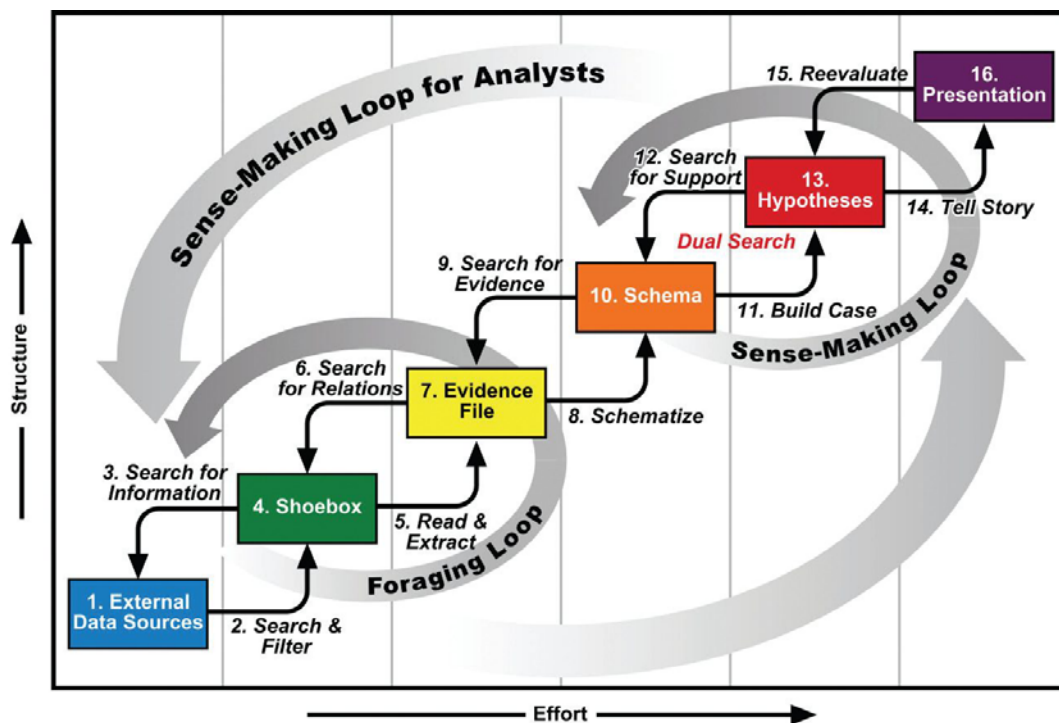 Sense-Making Loop for Analysts
15. Reevaluate
16.
Presentation
12. Search
for Support
13.
Hypotheses
14. Tell Story
Dual Search
9. Search for
Evidence
10. Schema
11. Build Case
Sense-Making Loop
6. Search
for Relations
7. Evidence
File
8. Schematize
3. Search for
Information
4. Shoebox
5. Read &
Extract
Foraging Loop
1. External
Data Sources
2. Search &
Filter
Structure
Effort